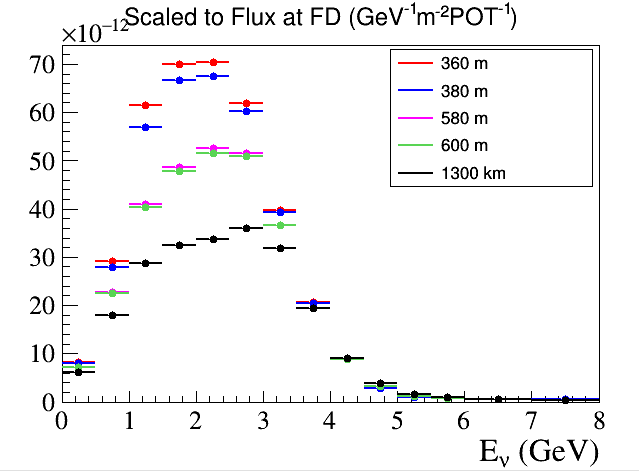 Scaled to Flux at FD (GeV⁻¹m⁻²POT⁻¹)
×10⁻¹²
70
60
50
40
30
20
10
0
0 1 2 3 4 5 6 7 8
E_ν (GeV)
360 m
380 m
580 m
600 m
1300 km